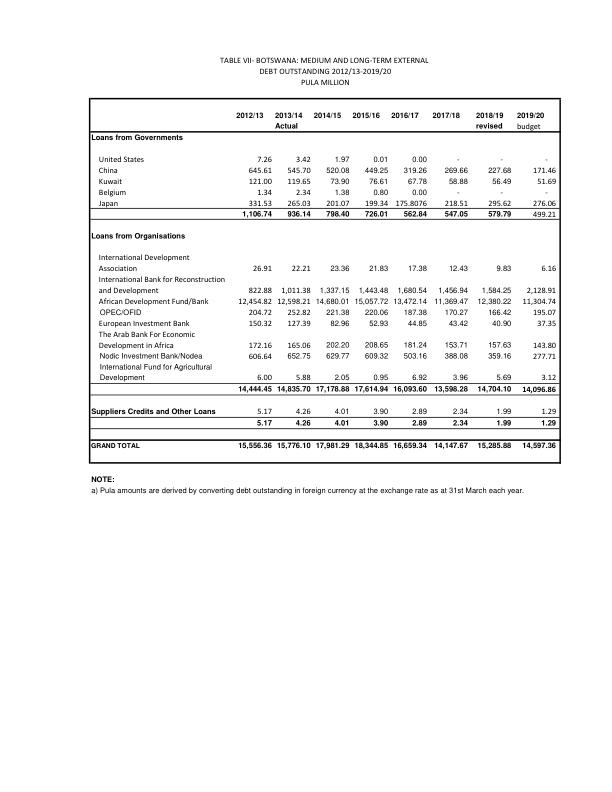 TABLE VII- BOTSWANA: MEDIUM AND LONG-TERM EXTERNAL
DEBT OUTSTANDING 2012/13-2019/20
PULA MILLION
2012/13 2013/14 2014/15 2015/16 2016/17 2017/18 2018/19 2019/20
Actual revised budget
Loans from Governments
United States 7.26 3.42 1.97 0.01 0.00 - - -
China 645.61 545.70 520.08 449.25 319.26 269.66 227.68 171.46
Kuwait 121.00 119.65 73.90 76.61 67.78 58.88 56.49 51.69
Belgium 1.34 2.34 1.38 0.80 0.00 - - -
Japan 331.53 265.03 201.07 199.34 175.8076 218.51 295.62 276.06
1,106.74 936.14 798.40 726.01 562.84 547.05 579.79 499.21
Loans from Organisations
International Development
Association 26.91 22.21 23.36 21.83 17.38 12.43 9.83 6.16
International Bank for Reconstruction
and Development 822.88 1,011.38 1,337.15 1,443.48 1,680.54 1,456.94 1,584.25 2,128.91
African Development Fund/Bank 12,454.82 12,598.21 14,680.01 15,057.72 13,472.14 11,369.47 12,380.22 11,304.74
OPEC/OFID 204.72 252.82 221.38 220.06 187.38 170.27 166.42 195.07
European Investment Bank 150.32 127.39 82.96 52.93 44.85 43.42 40.90 37.35
The Arab Bank For Economic
Development in Africa 172.16 165.06 202.20 208.65 181.24 153.71 157.63 143.80
Nodic Investment Bank/Nodea 606.64 652.75 629.77 609.32 503.16 388.08 359.16 277.71
International Fund for Agricultural
Development 6.00 5.88 2.05 0.95 6.92 3.96 5.69 3.12
14,444.45 14,835.70 17,178.88 17,614.94 16,093.60 13,598.28 14,704.10 14,096.86
Suppliers Credits and Other Loans 5.17 4.26 4.01 3.90 2.89 2.34 1.99 1.29
5.17 4.26 4.01 3.90 2.89 2.34 1.99 1.29
GRAND TOTAL 15,556.36 15,776.10 17,981.29 18,344.85 16,659.34 14,147.67 15,285.88 14,597.36
NOTE:
a) Pula amounts are derived by converting debt outstanding in foreign currency at the exchange rate as at 31st March each year.